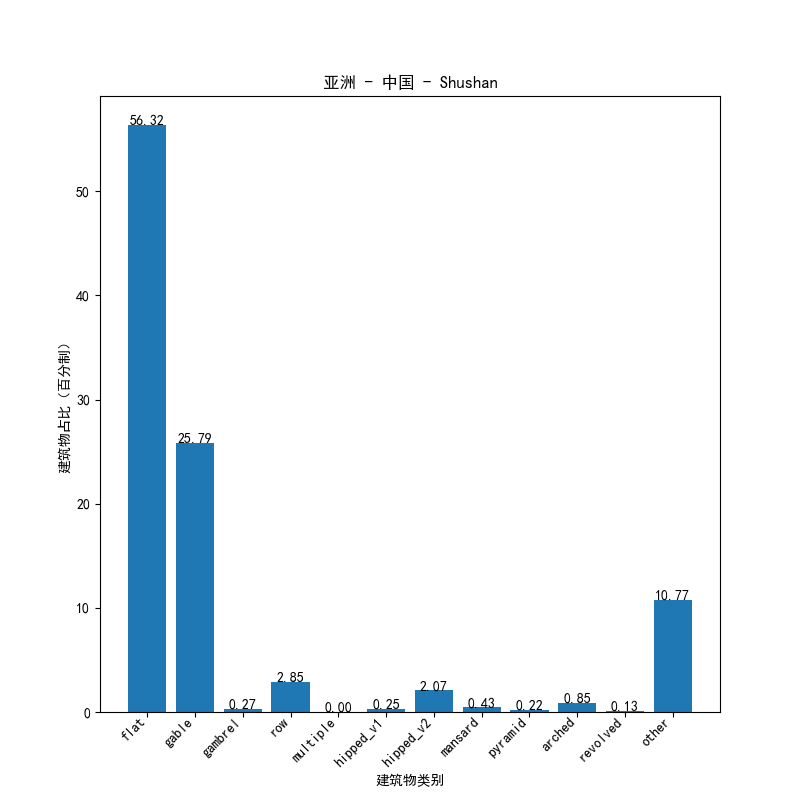 亚洲 - 中国 - Shushan
建筑物占比（百分制）
50
40
30
20
10
0
56.32
25.79
0.27
2.85
0.00
0.25
2.07
0.43
0.22
0.85
0.13
10.77
flat
gable
gambrel
row
multiple
hipped_v1
hipped_v2
mansard
pyramid
arched
revolved
other
建筑物类别